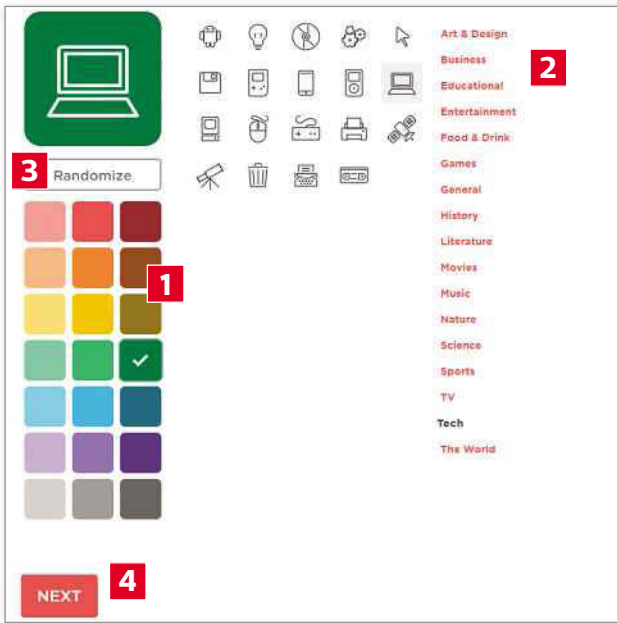 3
Randomize
1
4
NEXT
2
Art & Design
Business
Educational
Entertainment
Food & Drink
Games
General
History
Literature
Movies
Music
Nature
Science
Sports
TV
Tech
The World